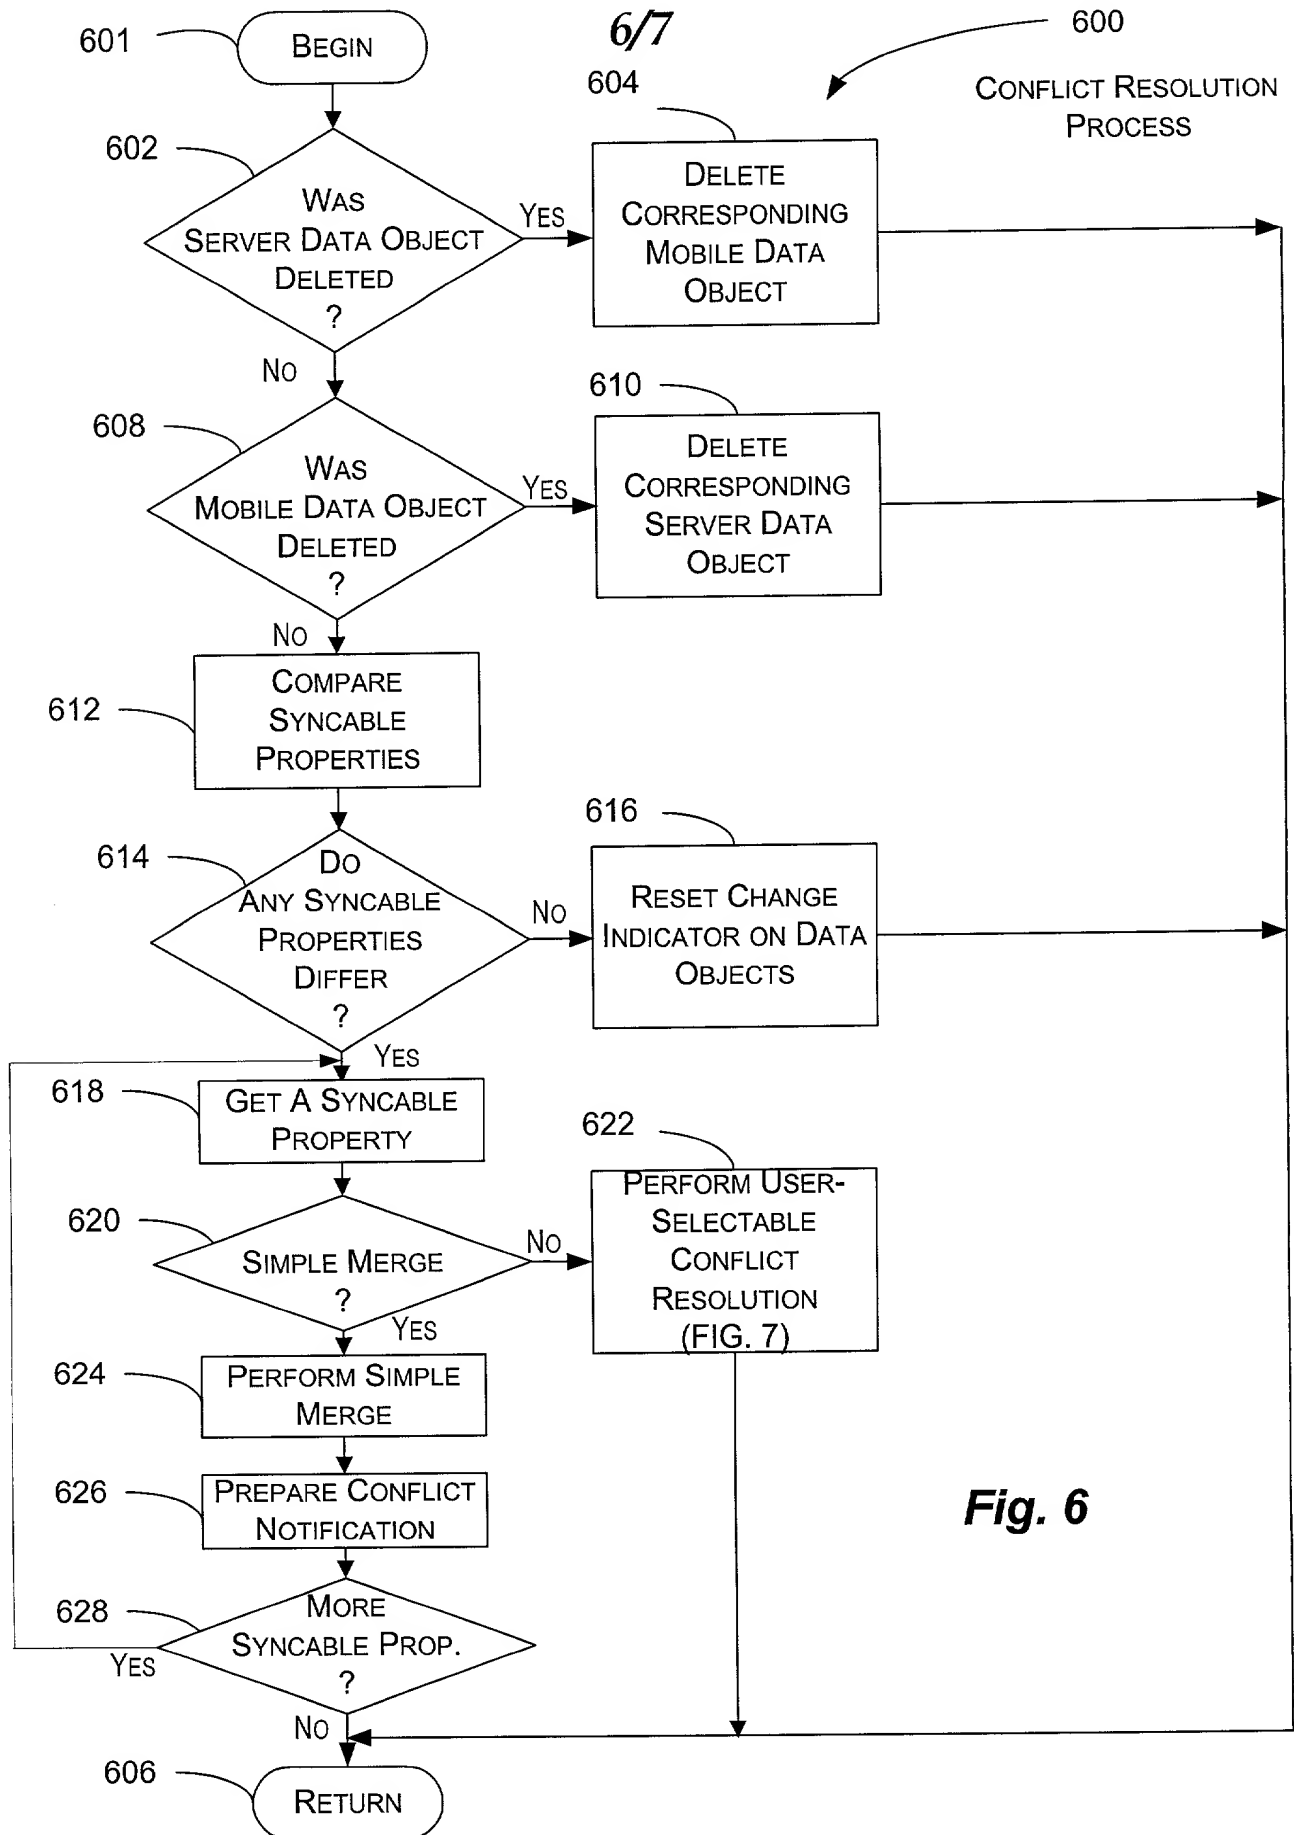 6/7
600
CONFLICT RESOLUTION
PROCESS
601
BEGIN
602
WAS
SERVER DATA OBJECT
DELETED
?
YES
604
DELETE
CORRESPONDING
MOBILE DATA
OBJECT
NO
608
WAS
MOBILE DATA OBJECT
DELETED
?
YES
610
DELETE
CORRESPONDING
SERVER DATA
OBJECT
NO
612
COMPARE
SYNCABLE
PROPERTIES
614
DO
ANY SYNCABLE
PROPERTIES
DIFFER
?
NO
616
RESET CHANGE
INDICATOR ON DATA
OBJECTS
YES
618
GET A SYNCABLE
PROPERTY
620
SIMPLE MERGE
?
NO
622
PERFORM USER-
SELECTABLE
CONFLICT
RESOLUTION
(FIG. 7)
YES
624
PERFORM SIMPLE
MERGE
626
PREPARE CONFLICT
NOTIFICATION
628
MORE
SYNCABLE PROP.
?
YES
NO
606
RETURN
Fig. 6